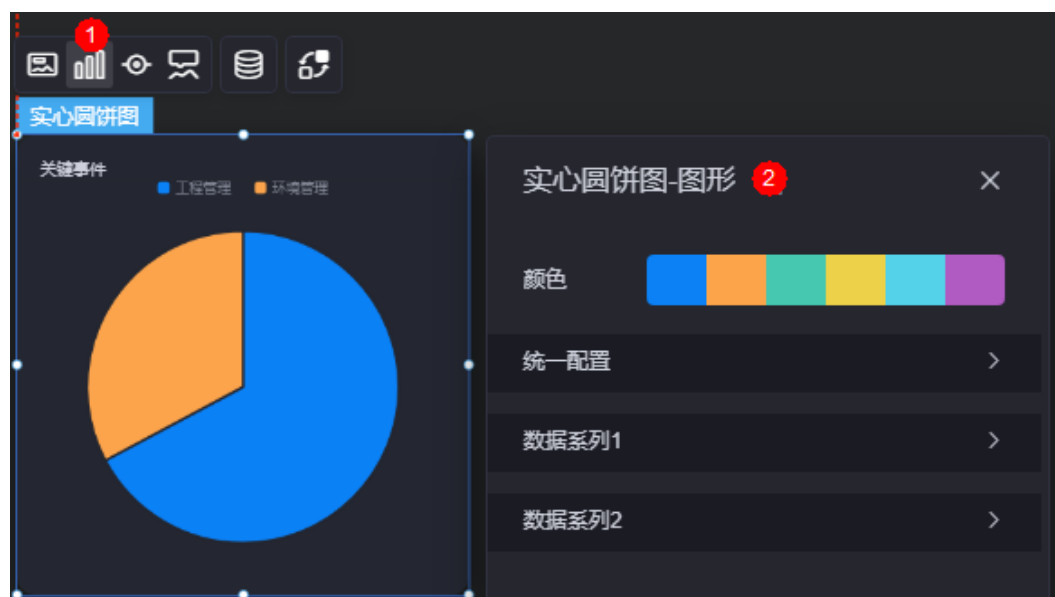 1
实心圆饼图
关键事件
工程管理 环境管理
实心圆饼图-图形 2
颜色
统一配置
数据系列1
数据系列2